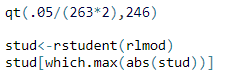 qt(.05/(263*2),246)
stud<-rstudent(rlmod)
stud[which.max(abs(stud))]